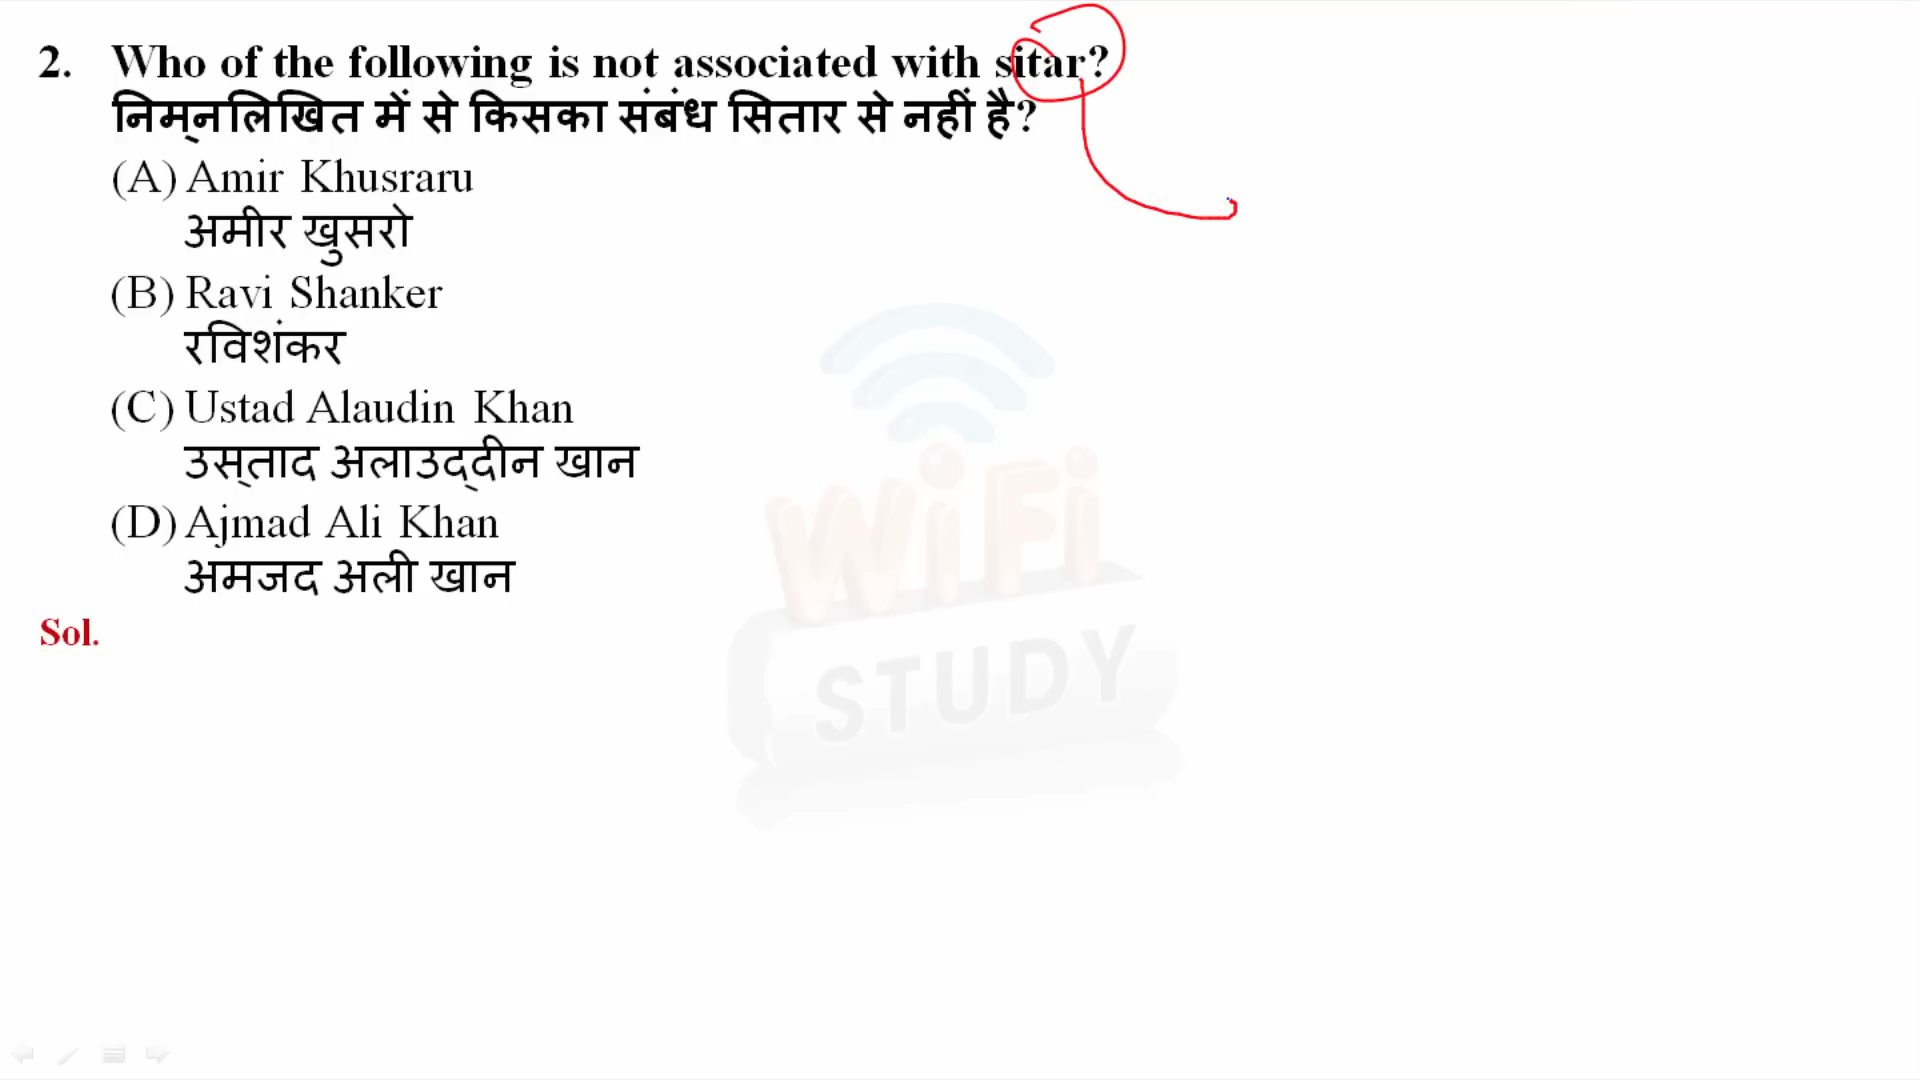 2. Who of the following is not associated with sitar?
निम्नलिखित में से किसका संबंध सितार से नहीं है?
(A) Amir Khusraru
अमीर खुसरो
(B) Ravi Shanker
रविशंकर
(C) Ustad Alaudin Khan
उस्ताद अलाउद्दीन खान
(D) Ajmad Ali Khan
अमजद अली खान
Sol.
WiFi
STUDY